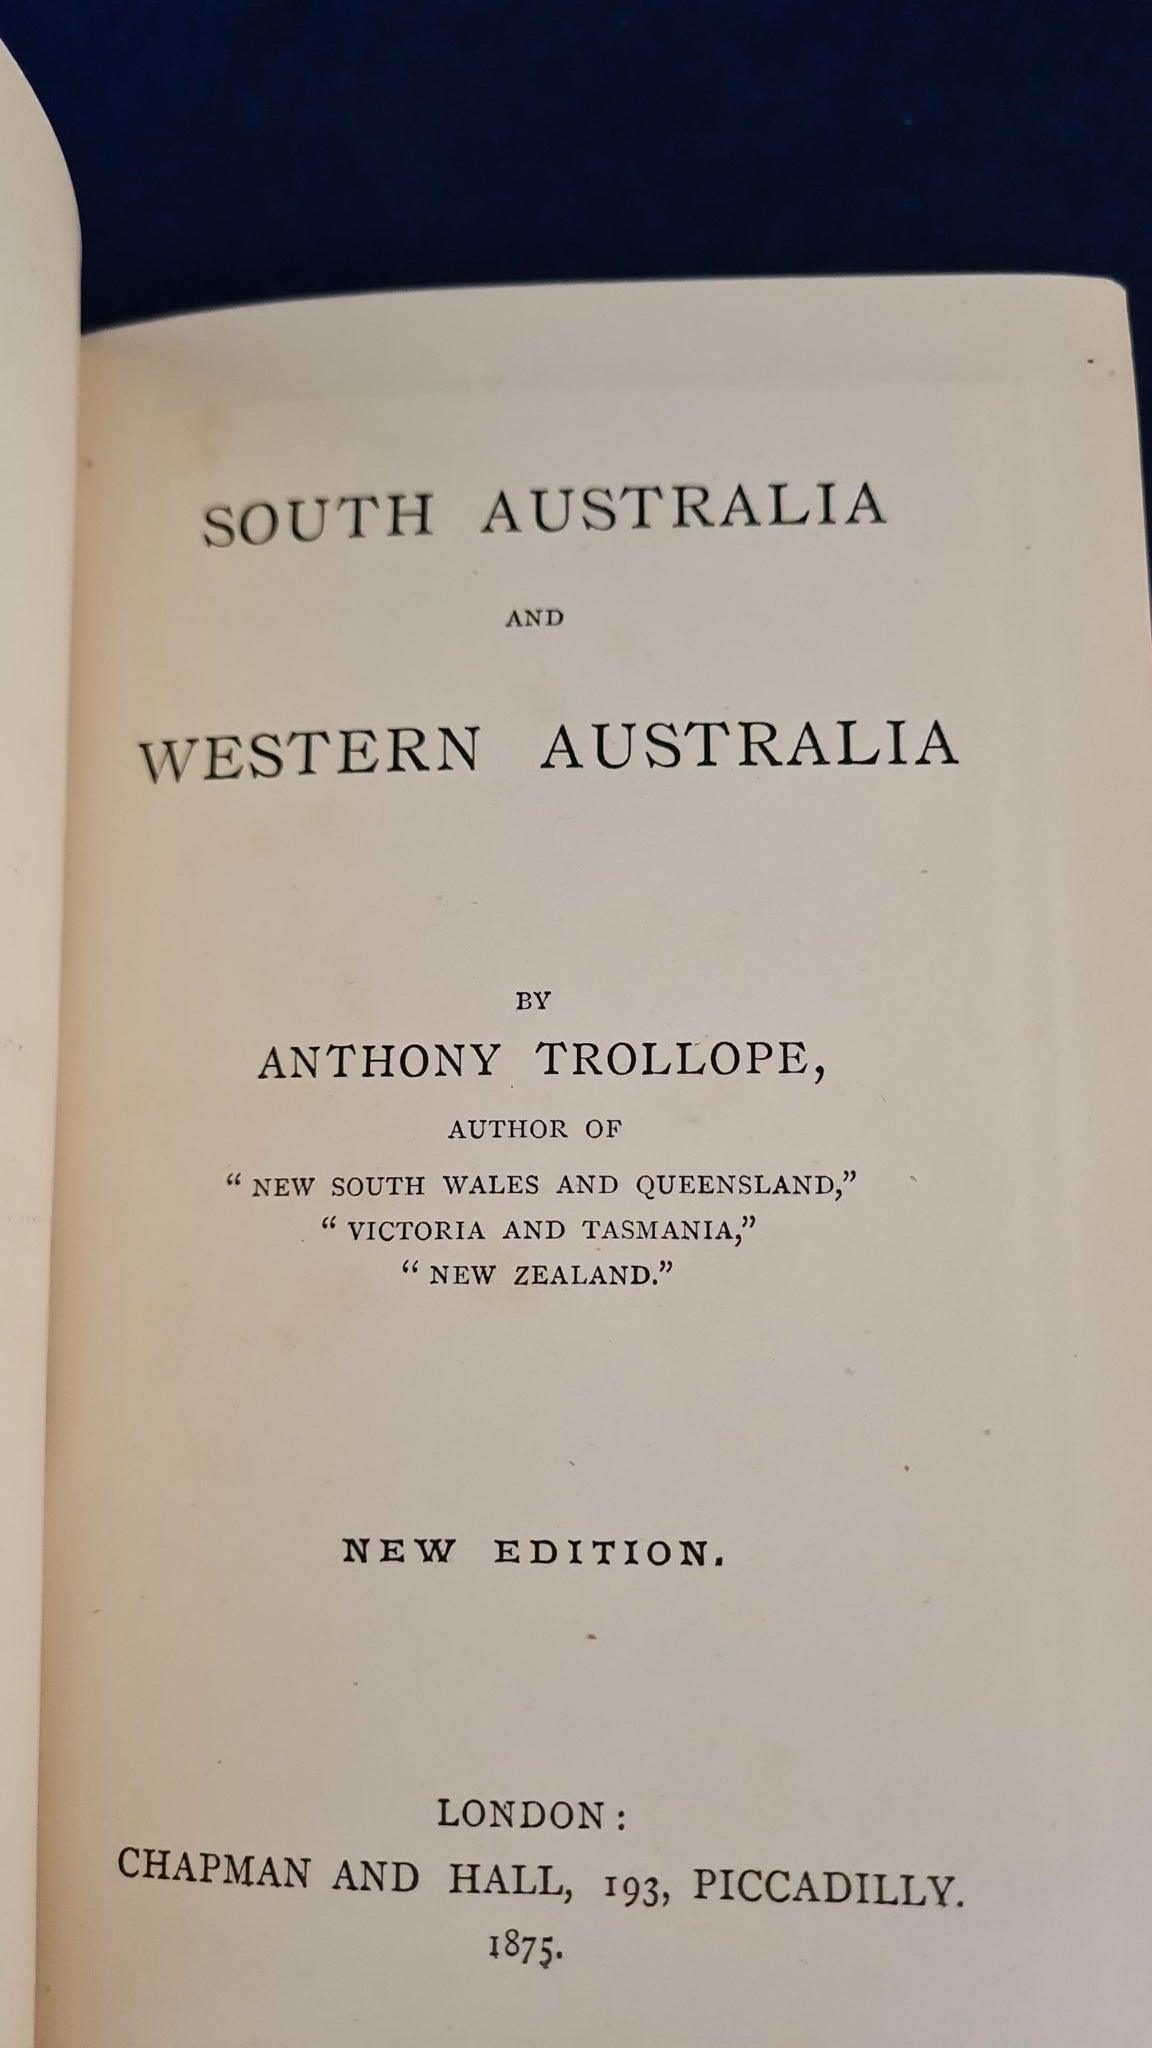 SOUTH AUSTRALIA
AND
WESTERN AUSTRALIA
BY
ANTHONY TROLLOPE,
AUTHOR OF
“NEW SOUTH WALES AND QUEENSLAND,”
“VICTORIA AND TASMANIA,”
“NEW ZEALAND.”
NEW EDITION.
LONDON:
CHAPMAN AND HALL, 193, PICCADILLY.
1875.